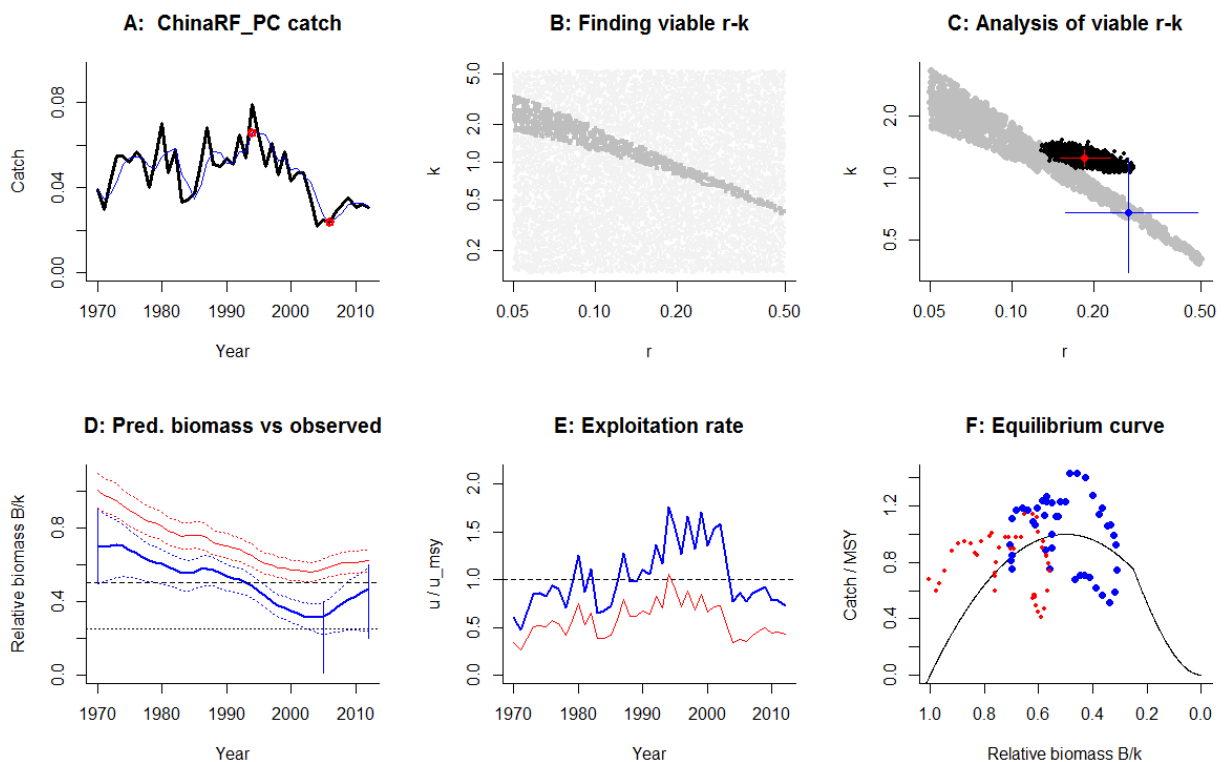 A:  ChinaRF_PC catch
Catch
0.00
0.04
0.08
1970
1980
1990
2000
2010
Year
B: Finding viable r-k
k
0.2
0.5
1.0
2.0
5.0
0.05
0.10
0.20
0.50
r
C: Analysis of viable r-k
k
0.5
1.0
2.0
0.05
0.10
0.20
0.50
r
D: Pred. biomass vs observed
Relative biomass B/k
0.0
0.4
0.8
1970
1980
1990
2000
2010
Year
E: Exploitation rate
u / u_msy
0.0
0.5
1.0
1.5
2.0
1970
1980
1990
2000
2010
Year
F: Equilibrium curve
Catch / MSY
0.0
0.4
0.8
1.2
1.0
0.8
0.6
0.4
0.2
0.0
Relative biomass B/k